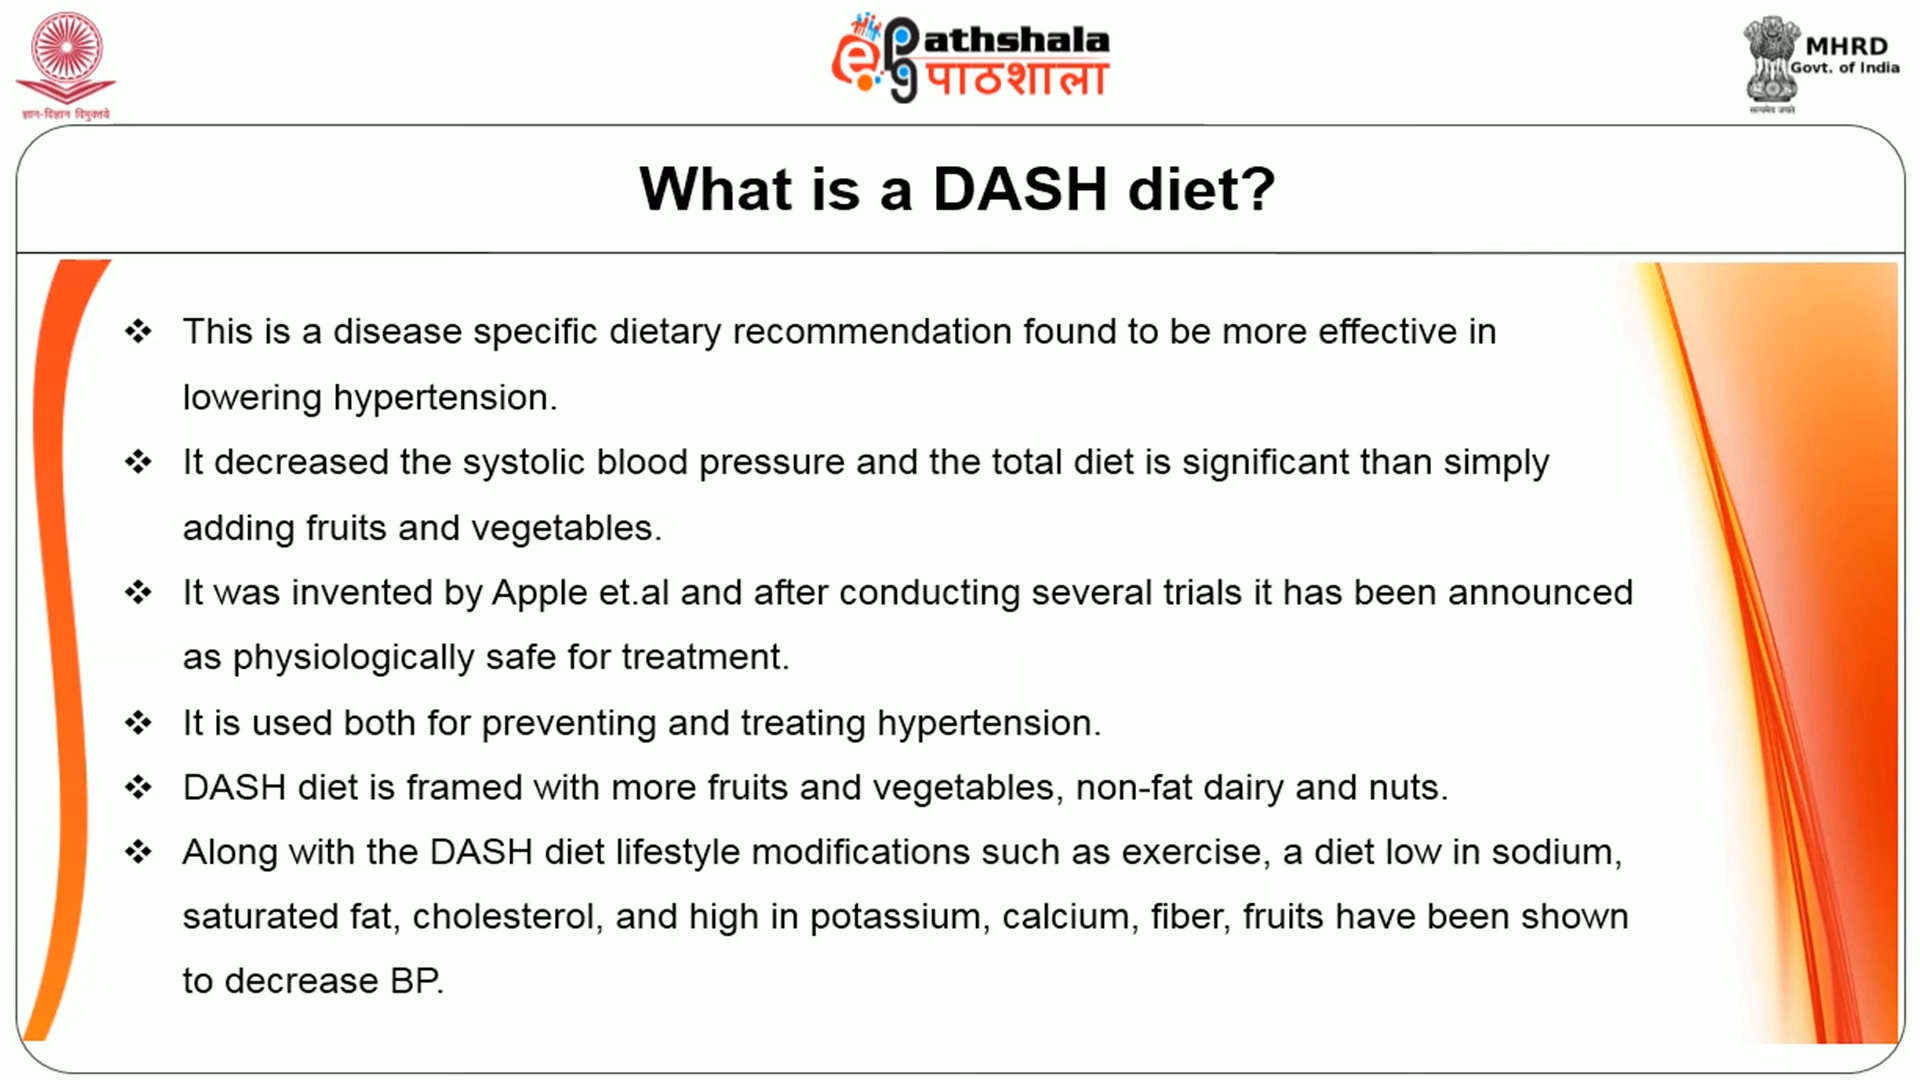 ज्ञान-विज्ञान विमुक्तये
e
pg
athshala
पाठशाला
MHRD
Govt. of India
सत्यमेव जयते
What is a DASH diet?
❖ This is a disease specific dietary recommendation found to be more effective in
lowering hypertension.
❖ It decreased the systolic blood pressure and the total diet is significant than simply
adding fruits and vegetables.
❖ It was invented by Apple et.al and after conducting several trials it has been announced
as physiologically safe for treatment.
❖ It is used both for preventing and treating hypertension.
❖ DASH diet is framed with more fruits and vegetables, non-fat dairy and nuts.
❖ Along with the DASH diet lifestyle modifications such as exercise, a diet low in sodium,
saturated fat, cholesterol, and high in potassium, calcium, fiber, fruits have been shown
to decrease BP.